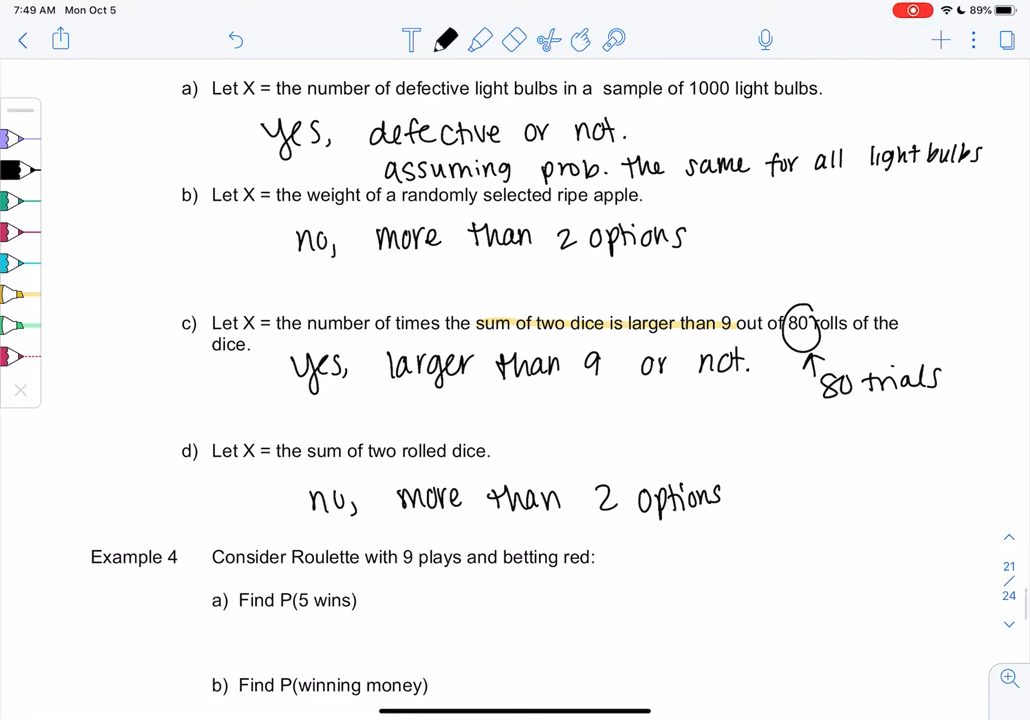 7:49 AM Mon Oct 5
89%
a) Let X = the number of defective light bulbs in a sample of 1000 light bulbs.
yes, defective or not.
assuming prob. the same for all lightbulbs
b) Let X = the weight of a randomly selected ripe apple.
no, more than 2 options
c) Let X = the number of times the sum of two dice is larger than 9 out of 80 rolls of the
dice.
yes, larger than 9 or not.
80 trials
d) Let X = the sum of two rolled dice.
no, more than 2 options
Example 4 Consider Roulette with 9 plays and betting red:
a) Find P(5 wins)
b) Find P(winning money)
21
/
24